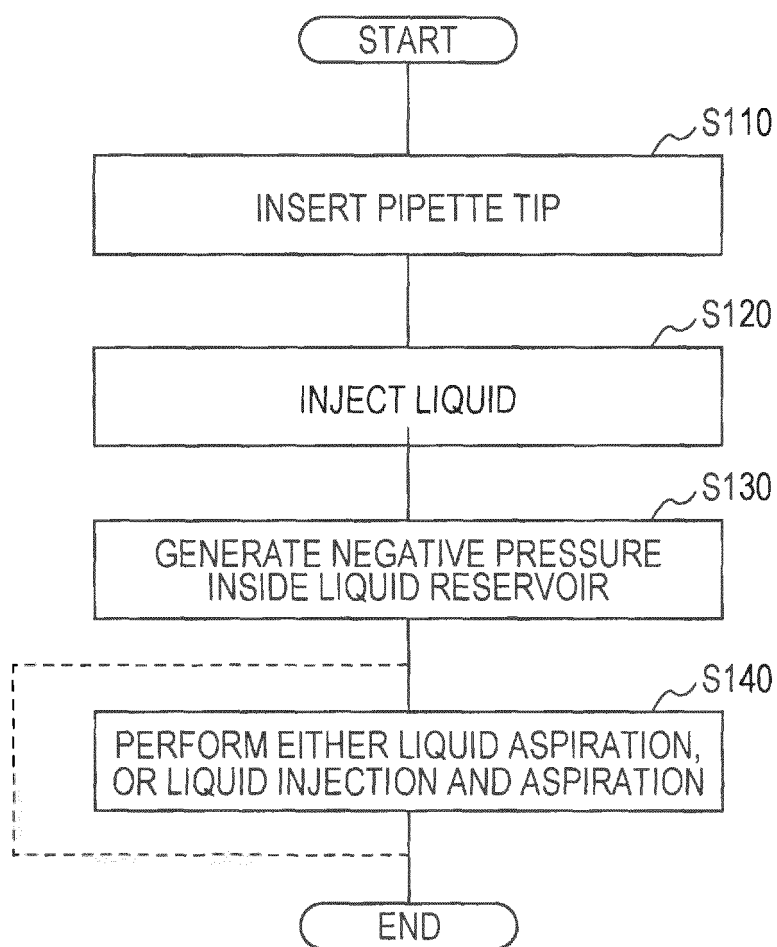 START
S110
INSERT PIPETTE TIP
S120
INJECT LIQUID
S130
GENERATE NEGATIVE PRESSURE
INSIDE LIQUID RESERVOIR
S140
PERFORM EITHER LIQUID ASPIRATION,
OR LIQUID INJECTION AND ASPIRATION
END